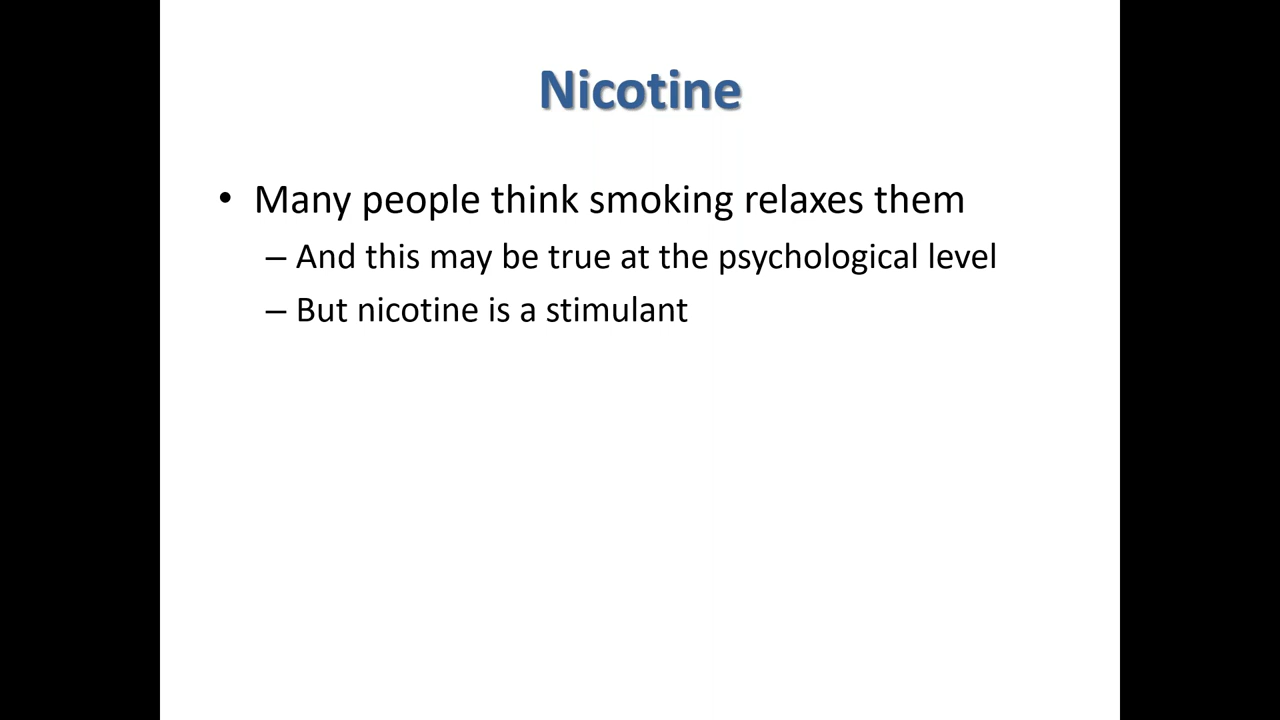 Nicotine
• Many people think smoking relaxes them
– And this may be true at the psychological level
– But nicotine is a stimulant